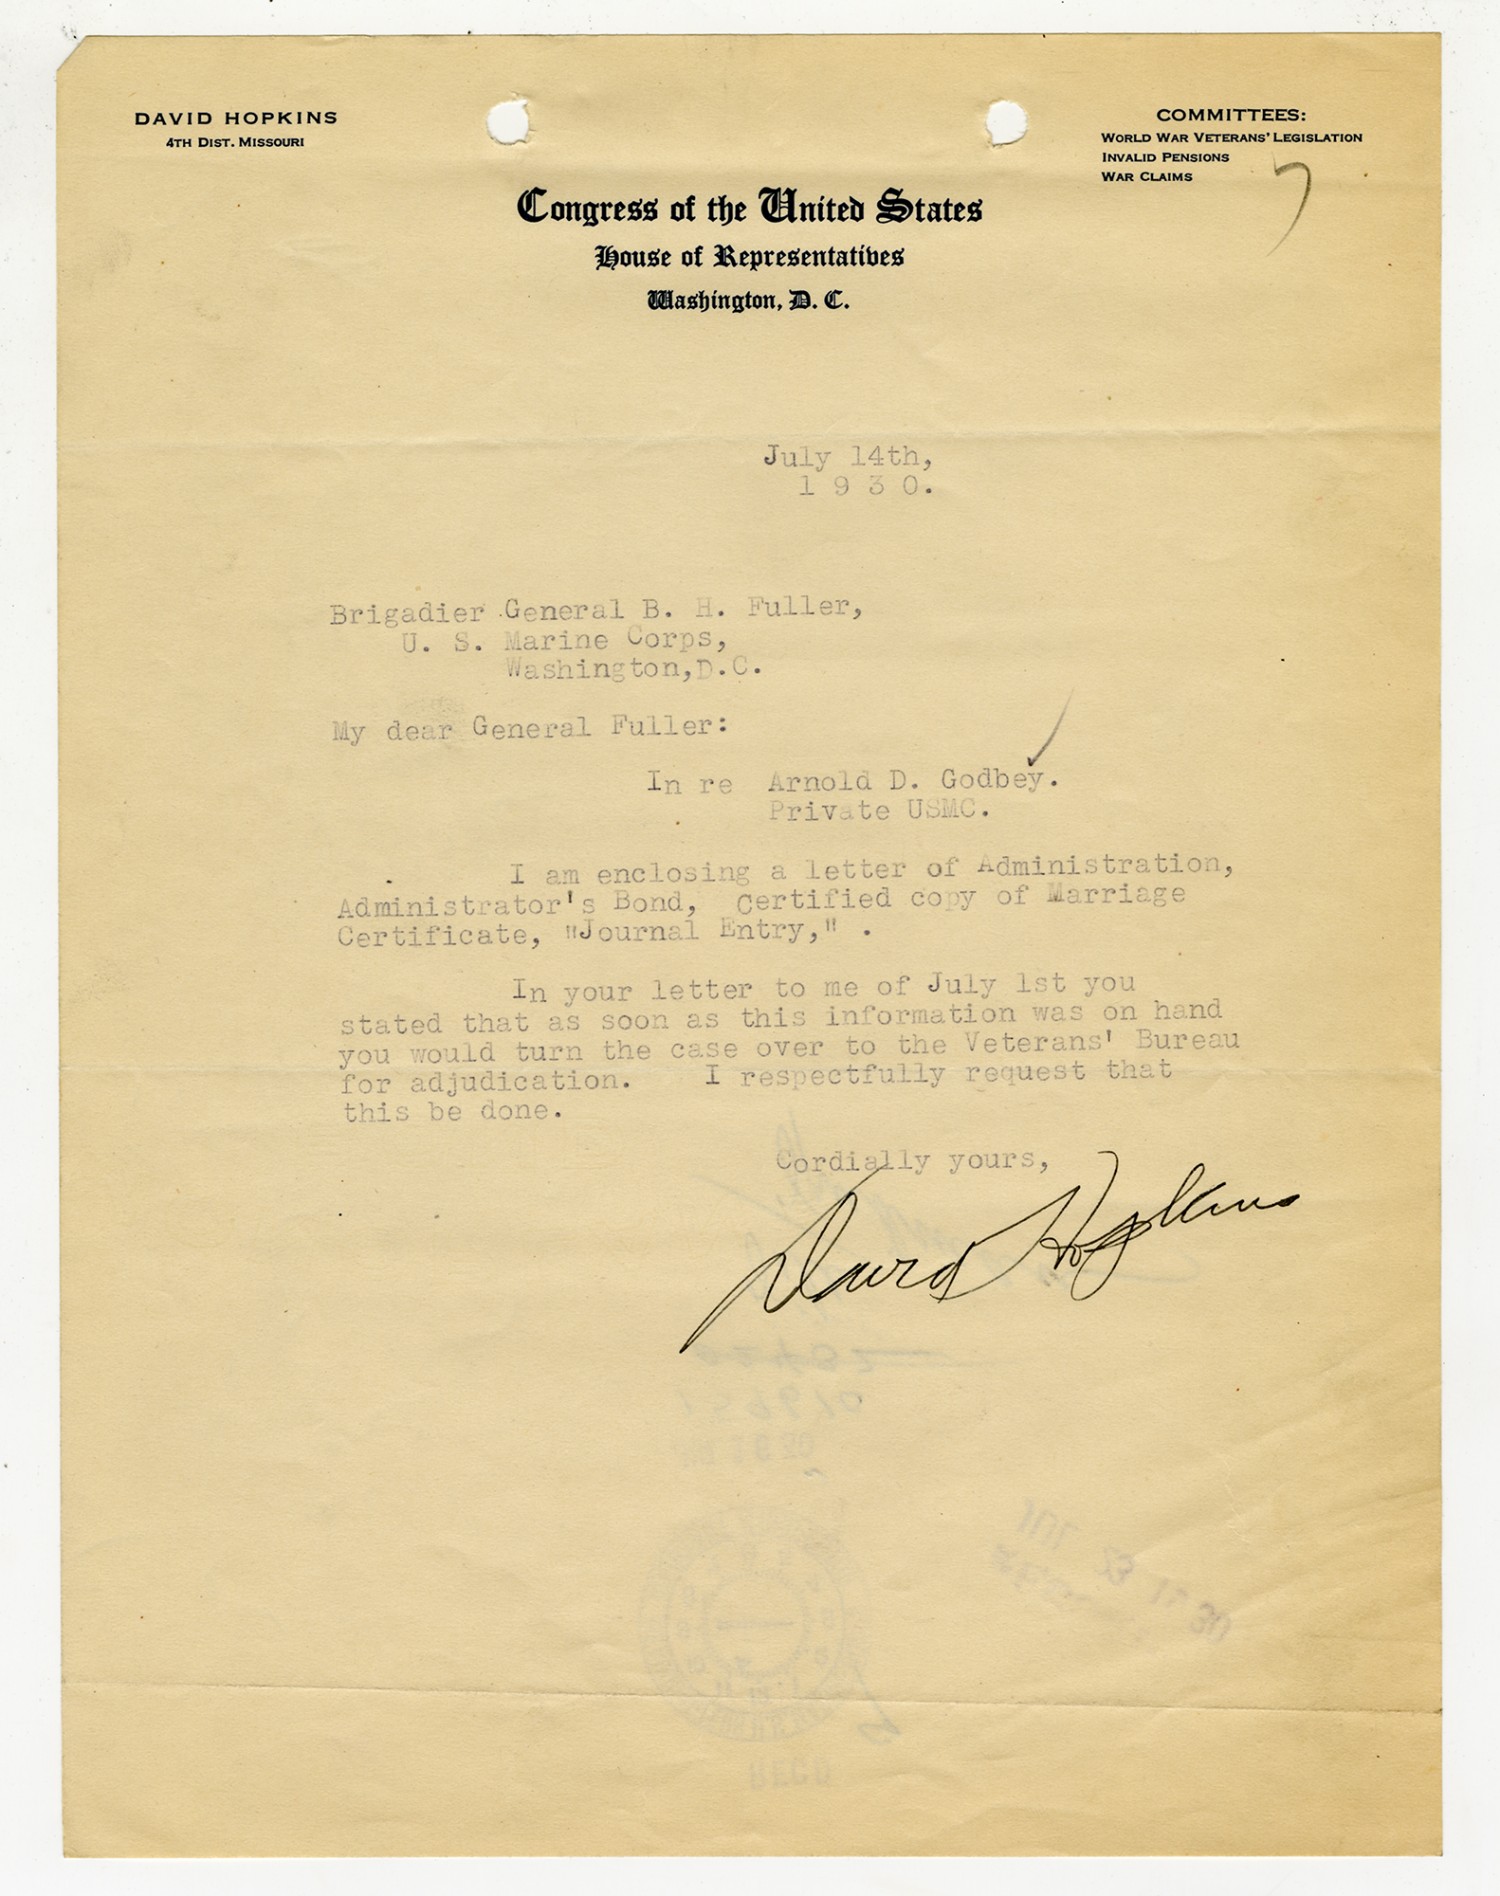 DAVID HOPKINS
4TH DIST. MISSOURI
COMMITTEES:
WORLD WAR VETERANS' LEGISLATION
INVALID PENSIONS
WAR CLAIMS
Congress of the United States
House of Representatives
Washington, D. C.
July 14th,
1 9 3 0.
Brigadier General B. H. Fuller,
U. S. Marine Corps,
Washington,D.C.
My dear General Fuller:
In re Arnold D. Godbey.
Private USMC.
I am enclosing a letter of Administration,
Administrator's Bond, Certified copy of Marriage
Certificate, "Journal Entry," .
In your letter to me of July 1st you
stated that as soon as this information was on hand
you would turn the case over to the Veterans' Bureau
for adjudication. I respectfully request that
this be done.
Cordially yours,
David Hopkins